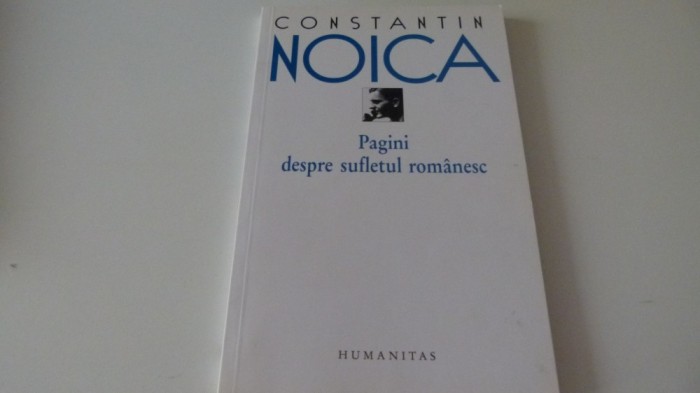 CONSTANTIN
NOICA
Pagini
despre sufletul românesc
HUMANITAS